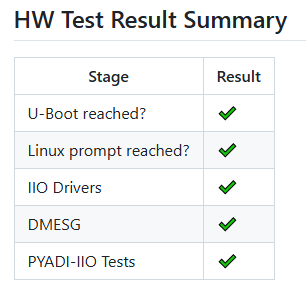 HW Test Result Summary
Stage Result
U-Boot reached? ✔
Linux prompt reached? ✔
IIO Drivers ✔
DMESG ✔
PYADI-IIO Tests ✔